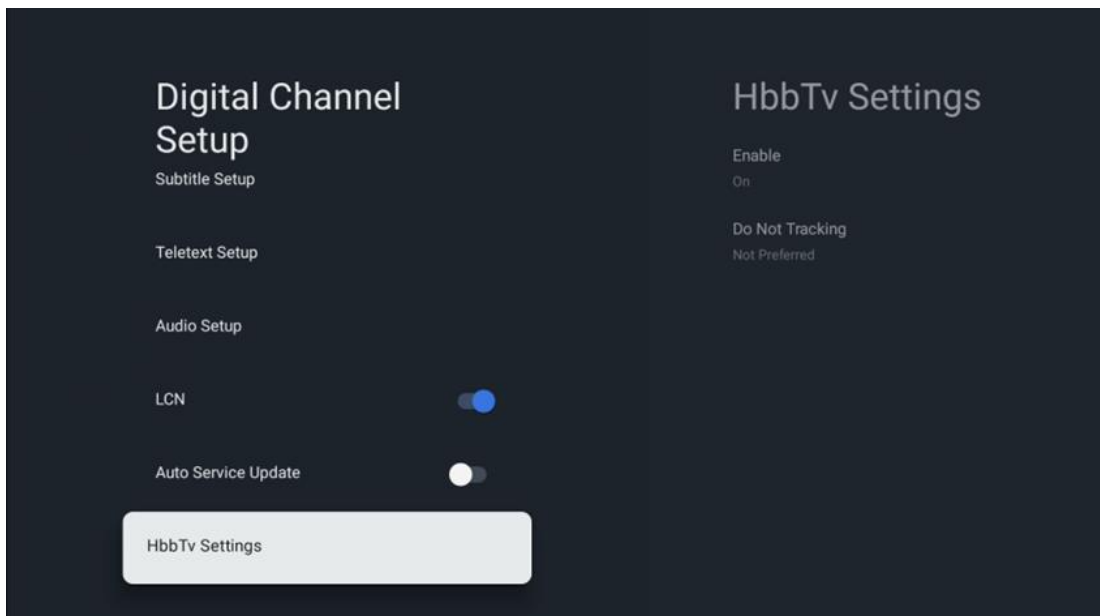 Digital Channel
Setup
Subtitle Setup
Teletext Setup
Audio Setup
LCN
Auto Service Update
HbbTv Settings
HbbTv Settings
Enable
On
Do Not Tracking
Not Preferred